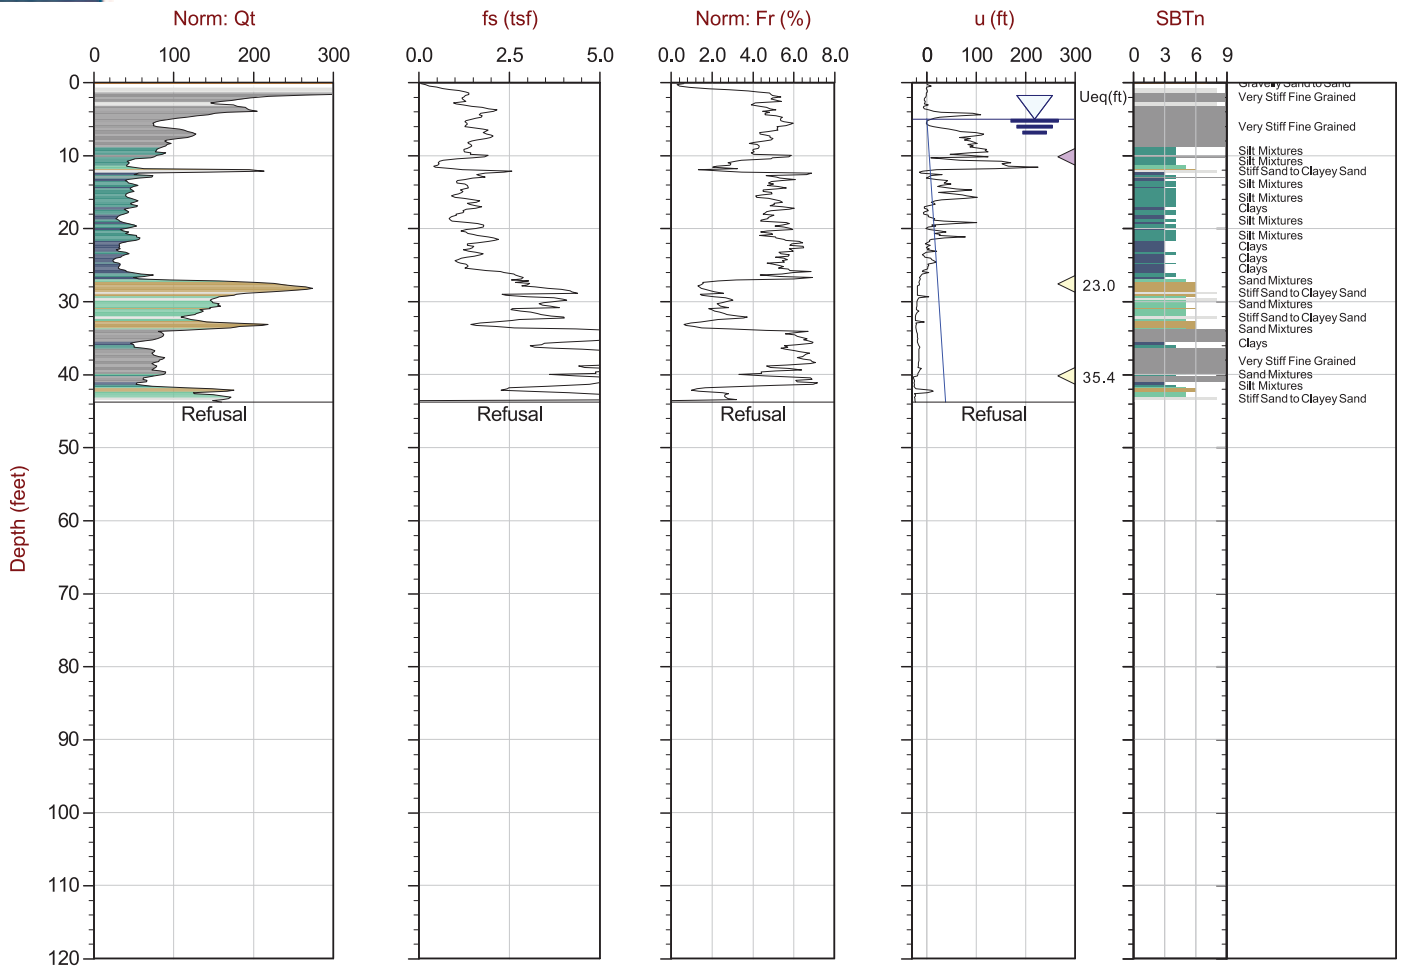 Norm: Qt
fs (tsf)
Norm: Fr (%)
u (ft)
SBTn
0 100 200 300
0.0 2.5 5.0
0.0 2.0 4.0 6.0 8.0
0 100 200 300
0 3 6 9
Depth (feet)
0
10
20
30
40
50
60
70
80
90
100
110
120
Refusal
Refusal
Refusal
Refusal
Ueq(ft)
23.0
35.4
Gravelly Sand to Sand
Very Stiff Fine Grained
Very Stiff Fine Grained
Silt Mixtures
Silt Mixtures
Stiff Sand to Clayey Sand
Silt Mixtures
Silt Mixtures
Clays
Silt Mixtures
Silt Mixtures
Clays
Clays
Clays
Sand Mixtures
Stiff Sand to Clayey Sand
Sand Mixtures
Stiff Sand to Clayey Sand
Sand Mixtures
Clays
Very Stiff Fine Grained
Sand Mixtures
Silt Mixtures
Stiff Sand to Clayey Sand